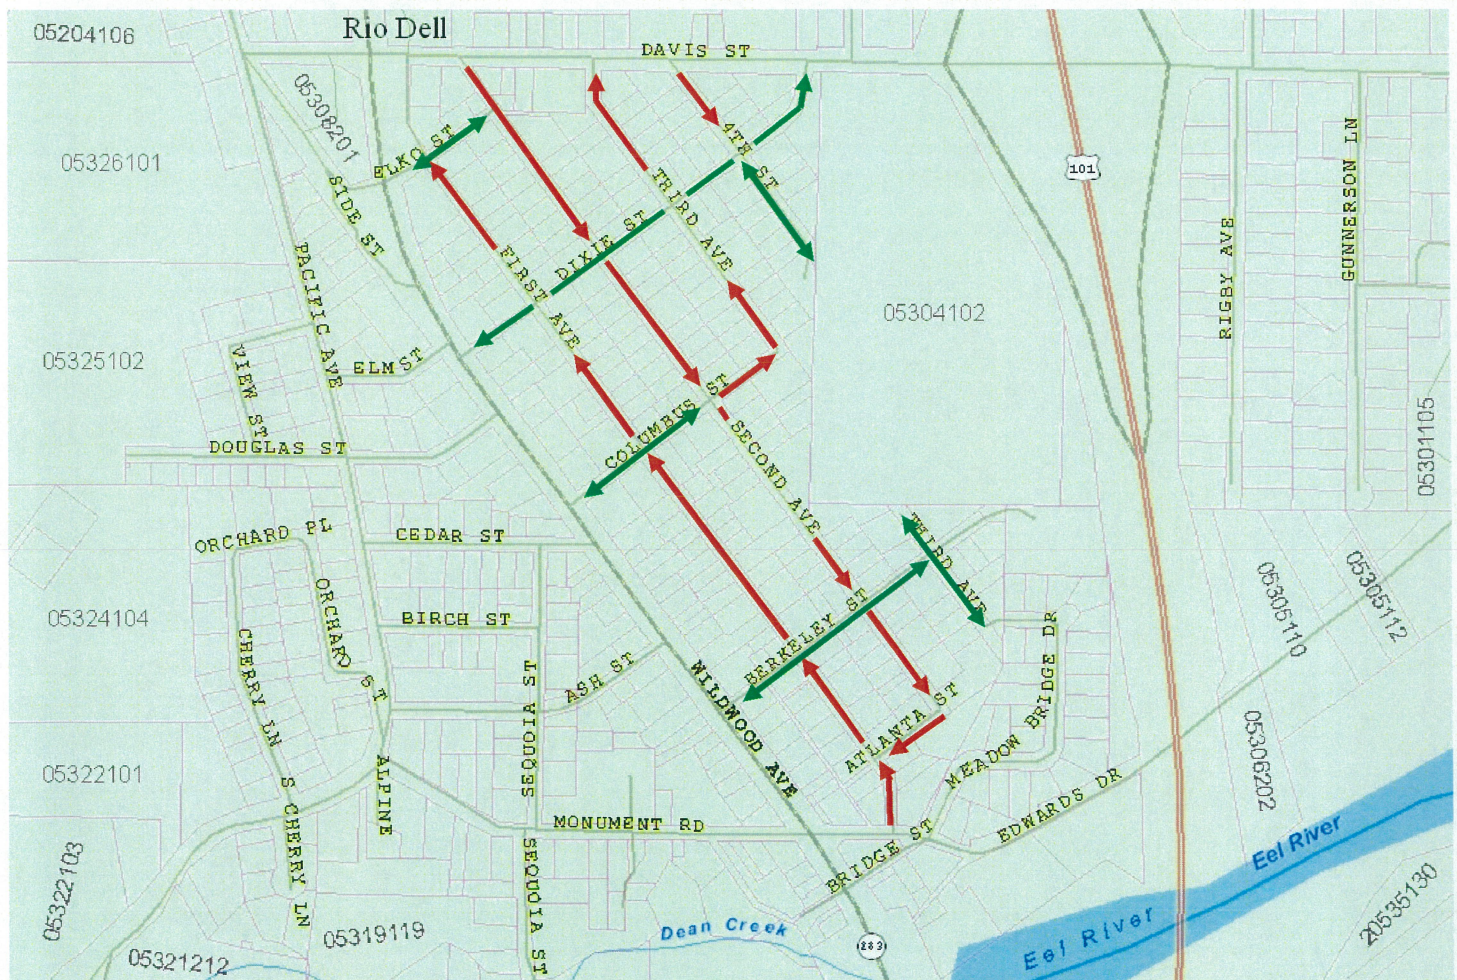 Rio Dell
05204106
DAVIS ST
05308201
ELKO ST
4TH ST
101
GUNNERSON LN
05326101
SIDE ST
THIRD AVE
DIXIE ST
RIGBY AVE
PACIFIC AVE
FIRST AVE
05304102
05325102
VIEW ST
ELM ST
COLUMBUS ST
SECOND AVE
05301105
DOUGLAS ST
ORCHARD PL
CEDAR ST
THIRD AVE
05305110
05305112
05324104
ORCHARD ST
BIRCH ST
BERKELEY ST
CHERRY LN
ASH ST
WILDWOOD AVE
ATLANTA ST
MEADOW BRIDGE DR
05306202
05322101
S CHERRY LN
ALPINE
SEQUOIA ST
MONUMENT RD
BRIDGE ST
EDWARDS DR
Eel River
05322103
05319119
SEQUOIA ST
Dean Creek
283
Eel River
20535130
05321212